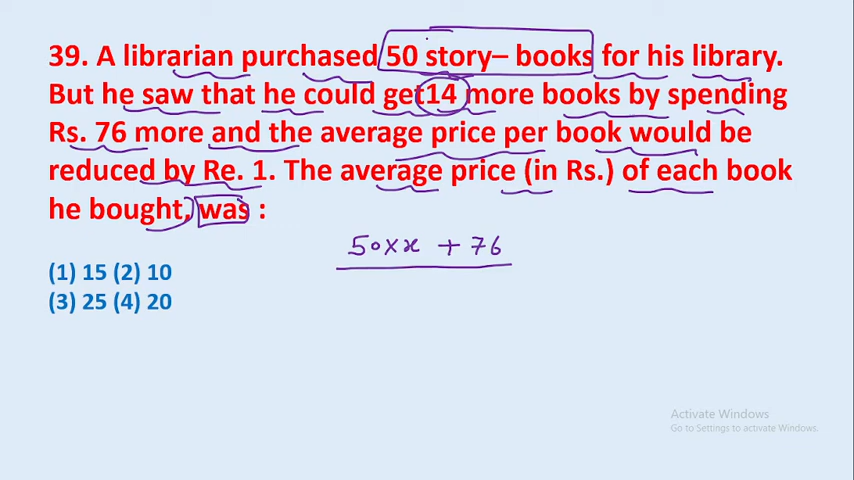 39. A librarian purchased 50 story– books for his library.
But he saw that he could get 14 more books by spending
Rs. 76 more and the average price per book would be
reduced by Re. 1. The average price (in Rs.) of each book
he bought, was :
50×x + 76
(1) 15 (2) 10
(3) 25 (4) 20
Activate Windows
Go to Settings to activate Windows.